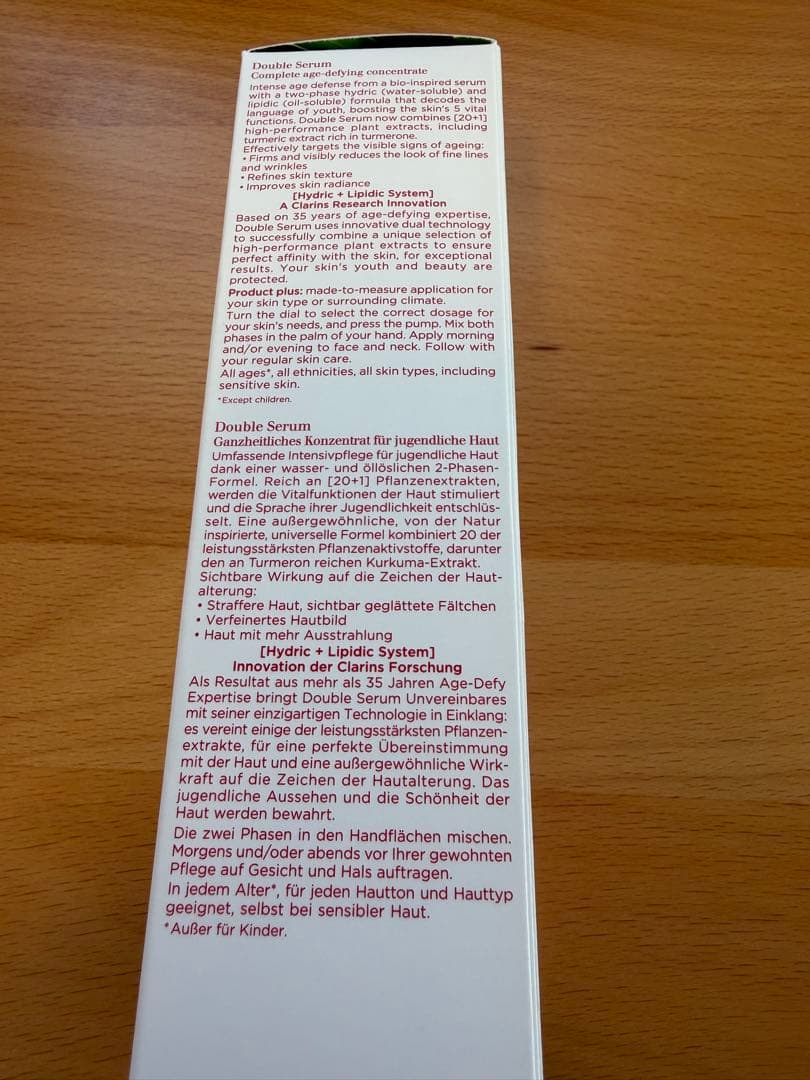 Double Serum
Complete age-defying concentrate
Intense age defense from a bio-inspired serum
with a two-phase hydric (water-soluble) and
lipidic (oil-soluble) formula that decodes the
language of youth, boosting the skin's 5 vital
functions. Double Serum now combines [20+1]
high-performance plant extracts, including
turmeric extract rich in turmerone.
Effectively targets the visible signs of ageing:
• Firms and visibly reduces the look of fine lines
and wrinkles
• Refines skin texture
• Improves skin radiance
[Hydric + Lipidic System]
A Clarins Research Innovation
Based on 35 years of age-defying expertise,
Double Serum uses innovative dual technology
to successfully combine a unique selection of
high-performance plant extracts to ensure
perfect affinity with the skin, for exceptional
results. Your skin's youth and beauty are
protected.
Product plus: made-to-measure application for
your skin type or surrounding climate.
Turn the dial to select the correct dosage for
your skin's needs, and press the pump. Mix both
phases in the palm of your hand. Apply morning
and/or evening to face and neck. Follow with
your regular skin care.
All ages*, all ethnicities, all skin types, including
sensitive skin.
*Except children.
Double Serum
Ganzheitliches Konzentrat für jugendliche Haut
Umfassende Intensivpflege für jugendliche Haut
dank einer wasser- und öllöslichen 2-Phasen-
Formel. Reich an [20+1] Pflanzenextrakten,
werden die Vitalfunktionen der Haut stimuliert
und die Sprache ihrer Jugendlichkeit entschlüs-
selt. Eine außergewöhnliche, von der Natur
inspirierte, universelle Formel kombiniert 20 der
leistungsstärksten Pflanzenaktivstoffe, darunter
den an Turmeron reichen Kurkuma-Extrakt.
Sichtbare Wirkung auf die Zeichen der Haut-
alterung:
• Straffere Haut, sichtbar geglättete Fältchen
• Verfeinertes Hautbild
• Haut mit mehr Ausstrahlung
[Hydric + Lipidic System]
Innovation der Clarins Forschung
Als Resultat aus mehr als 35 Jahren Age-Defy
Expertise bringt Double Serum Unvereinbares
mit seiner einzigartigen Technologie in Einklang:
es vereint einige der leistungsstärksten Pflanzen-
extrakte, für eine perfekte Übereinstimmung
mit der Haut und eine außergewöhnliche Wirk-
kraft auf die Zeichen der Hautalterung. Das
jugendliche Aussehen und die Schönheit der
Haut werden bewahrt.
Die zwei Phasen in den Handflächen mischen.
Morgens und/oder abends vor Ihrer gewohnten
Pflege auf Gesicht und Hals auftragen.
In jedem Alter*, für jeden Hautton und Hauttyp
geeignet, selbst bei sensibler Haut.
*Außer für Kinder.